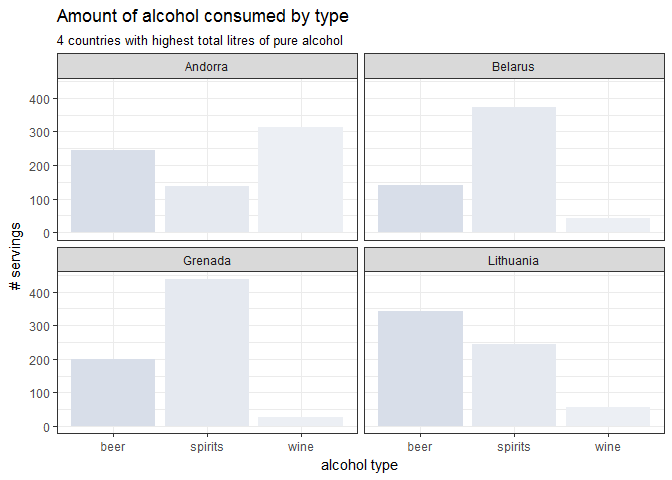 Amount of alcohol consumed by type
4 countries with highest total litres of pure alcohol
Andorra
Belarus
400
300
200
100
0
# servings
Grenada
Lithuania
400
300
200
100
0
beer
spirits
wine
beer
spirits
wine
alcohol type